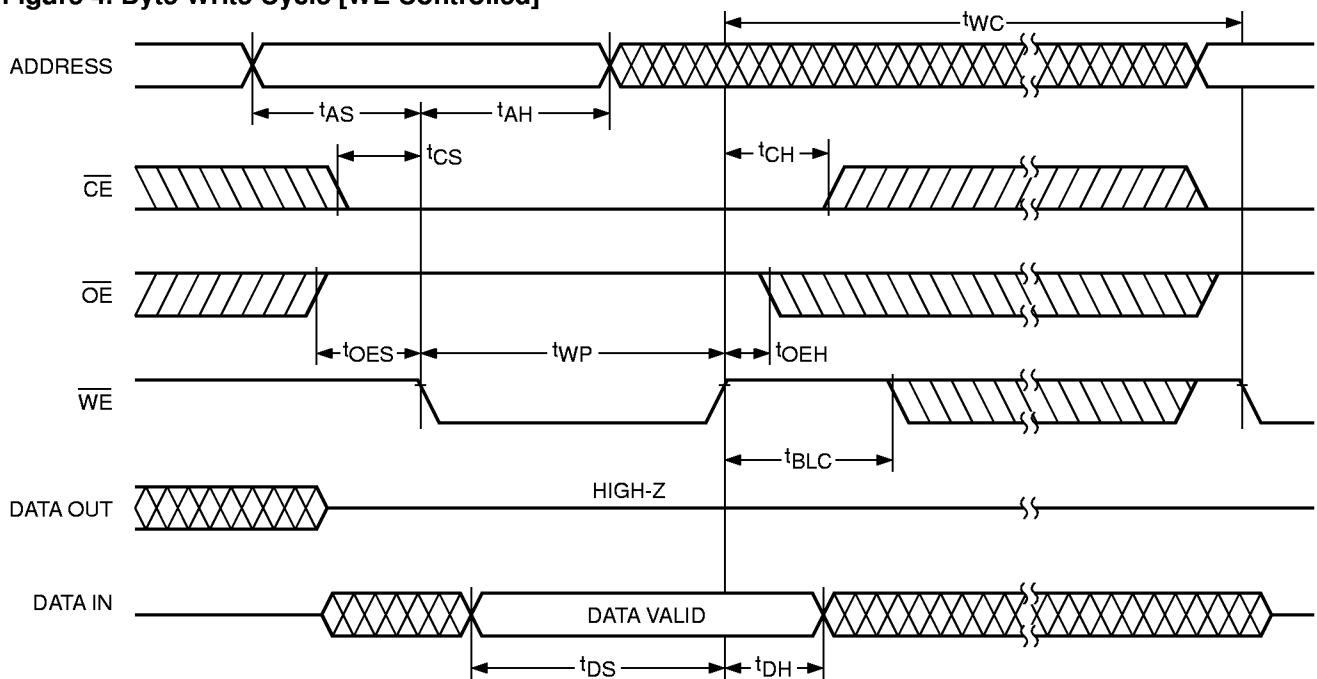 Figure 4. Byte Write Cycle [WE Controlled]
tWC
ADDRESS
tAS
tAH
tCS
tCH
CE
OE
tOES
tWP
tOEH
WE
tBLC
HIGH-Z
DATA OUT
DATA IN
DATA VALID
tDS
tDH